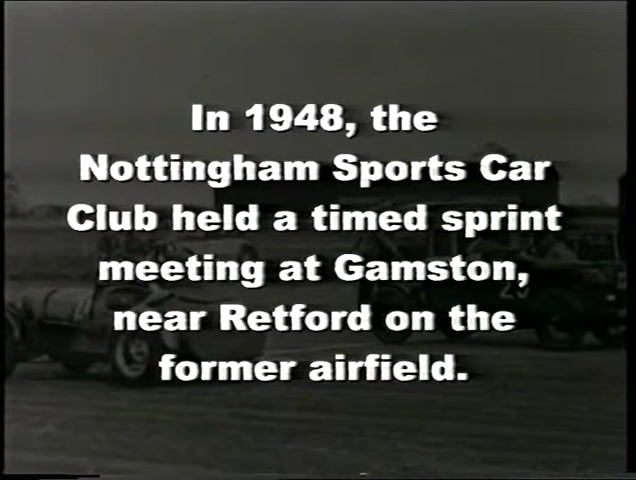 In 1948, the
Nottingham Sports Car
Club held a timed sprint
meeting at Gamston,
near Retford on the
former airfield.